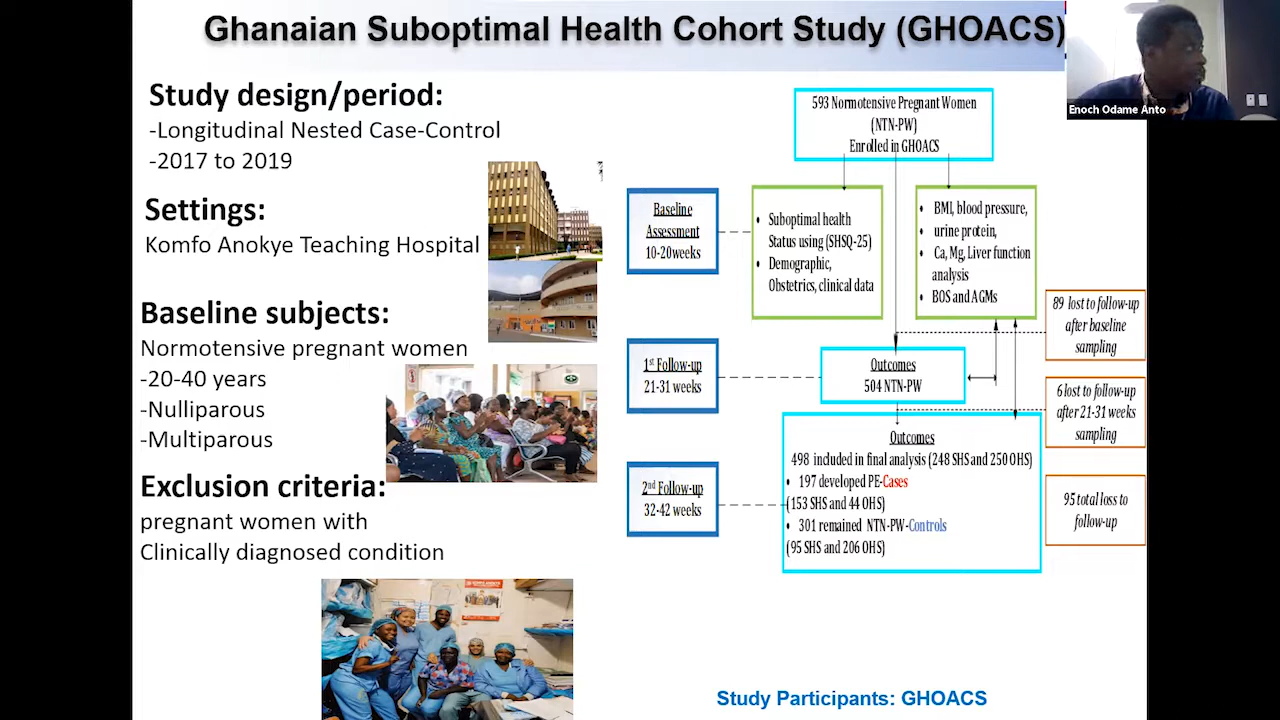 Ghanaian Suboptimal Health Cohort Study (GHOACS)
Enoch Odame Anto
Study design/period:
-Longitudinal Nested Case-Control
-2017 to 2019
Settings:
Komfo Anokye Teaching Hospital
Baseline subjects:
Normotensive pregnant women
-20-40 years
-Nulliparous
-Multiparous
Exclusion criteria:
pregnant women with
Clinically diagnosed condition
593 Normotensive Pregnant Women
(NTN-PW)
Enrolled in GHOACS
Baseline
Assessment
10-20weeks
• Suboptimal health
Status using (SHSQ-25)
• Demographic,
Obstetrics, clinical data
• BMI, blood pressure,
• urine protein,
• Ca, Mg, Liver function
analysis
• BOS and AGMs
89 lost to follow-up
after baseline
sampling
1st Follow-up
21-31 weeks
Outcomes
504 NTN-PW
6 lost to follow-up
after 21-31 weeks
sampling
2nd Follow-up
32-42 weeks
Outcomes
498 included in final analysis (248 SHS and 250 OHS)
• 197 developed PE-Cases
(153 SHS and 44 OHS)
• 301 remained NTN-PW-Controls
(95 SHS and 206 OHS)
95 total loss to
follow-up
Study Participants: GHOACS